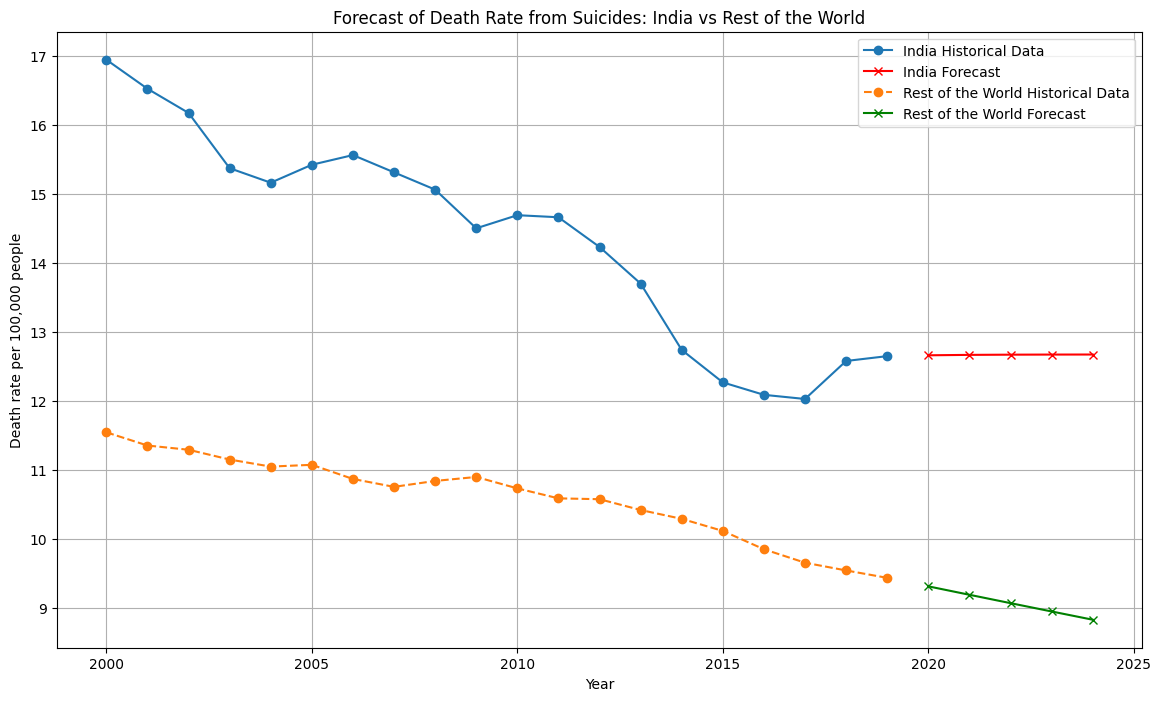 Forecast of Death Rate from Suicides: India vs Rest of the World
India Historical Data
India Forecast
Rest of the World Historical Data
Rest of the World Forecast
Death rate per 100,000 people
17
16
15
14
13
12
11
10
9
2000
2005
2010
2015
2020
2025
Year